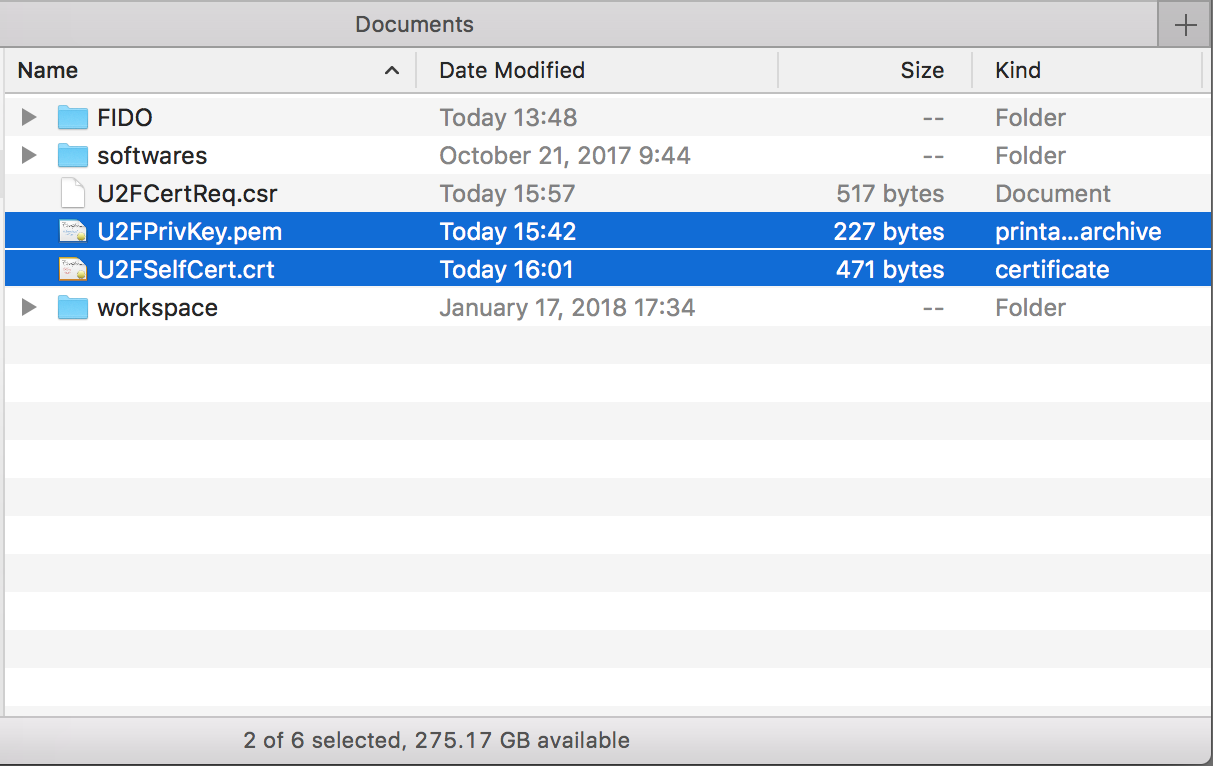 Documents
Name Date Modified Size Kind
FIDO Today 13:48 -- Folder
softwares October 21, 2017 9:44 -- Folder
U2FCertReq.csr Today 15:57 517 bytes Document
U2FPrivKey.pem Today 15:42 227 bytes printa...archive
U2FSelfCert.crt Today 16:01 471 bytes certificate
workspace January 17, 2018 17:34 -- Folder
2 of 6 selected, 275.17 GB available